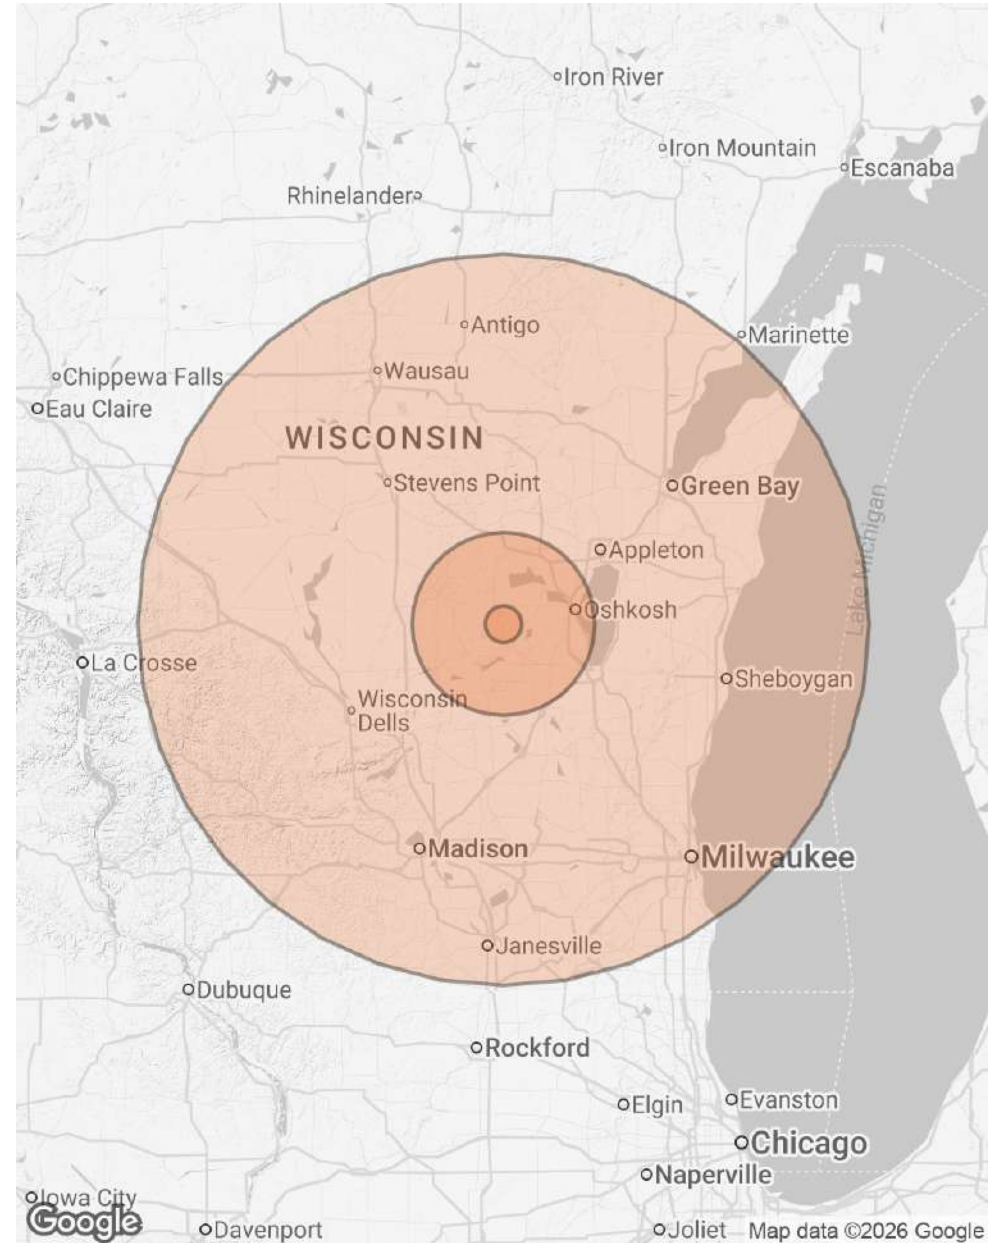 Iron River
Iron Mountain
Escanaba
Rhinelander
Antigo
Marinette
Wausau
Chippewa Falls
Eau Claire
WISCONSIN
Stevens Point
Green Bay
Lake Michigan
Appleton
Oshkosh
La Crosse
Sheboygan
Wisconsin
Dells
Madison
Milwaukee
Janesville
Dubuque
Rockford
Elgin
Evanston
Chicago
Naperville
Iowa City
Google
Davenport
Joliet
Map data ©2026 Google